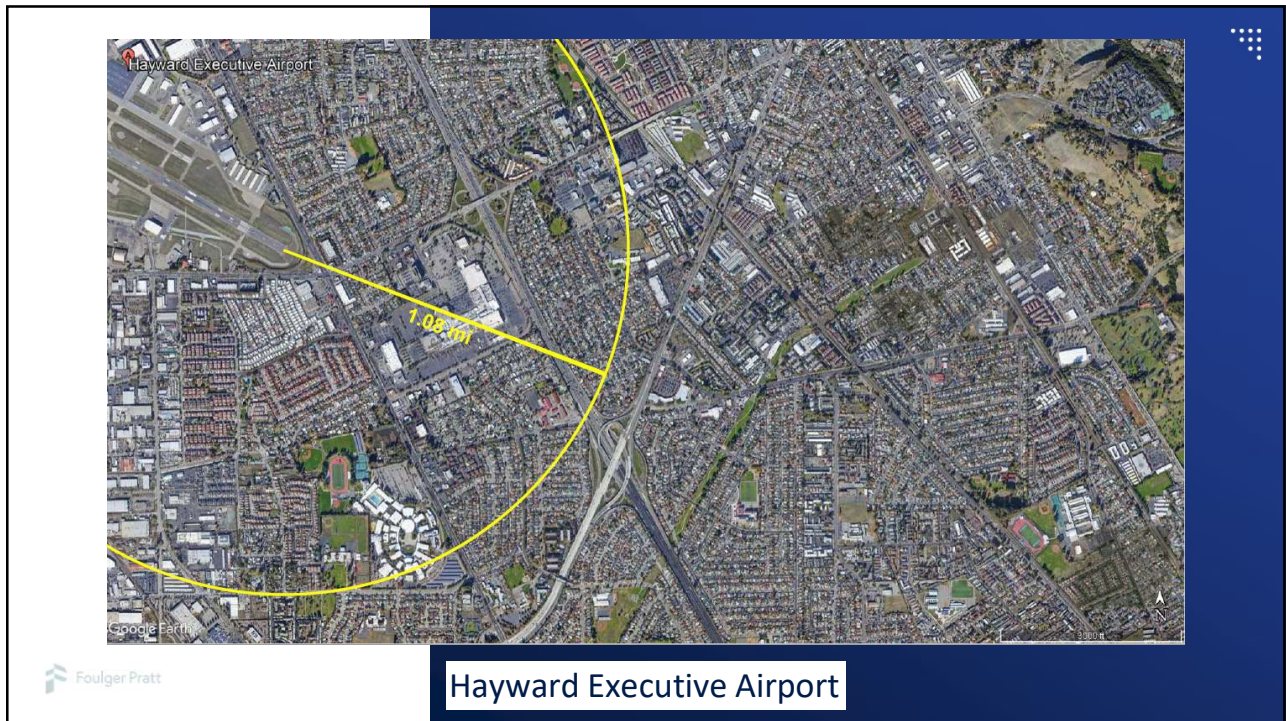 A
Hayward Executive Airport
1.08 mi
Google Earth
N
3000 ft
Foulger Pratt
Hayward Executive Airport